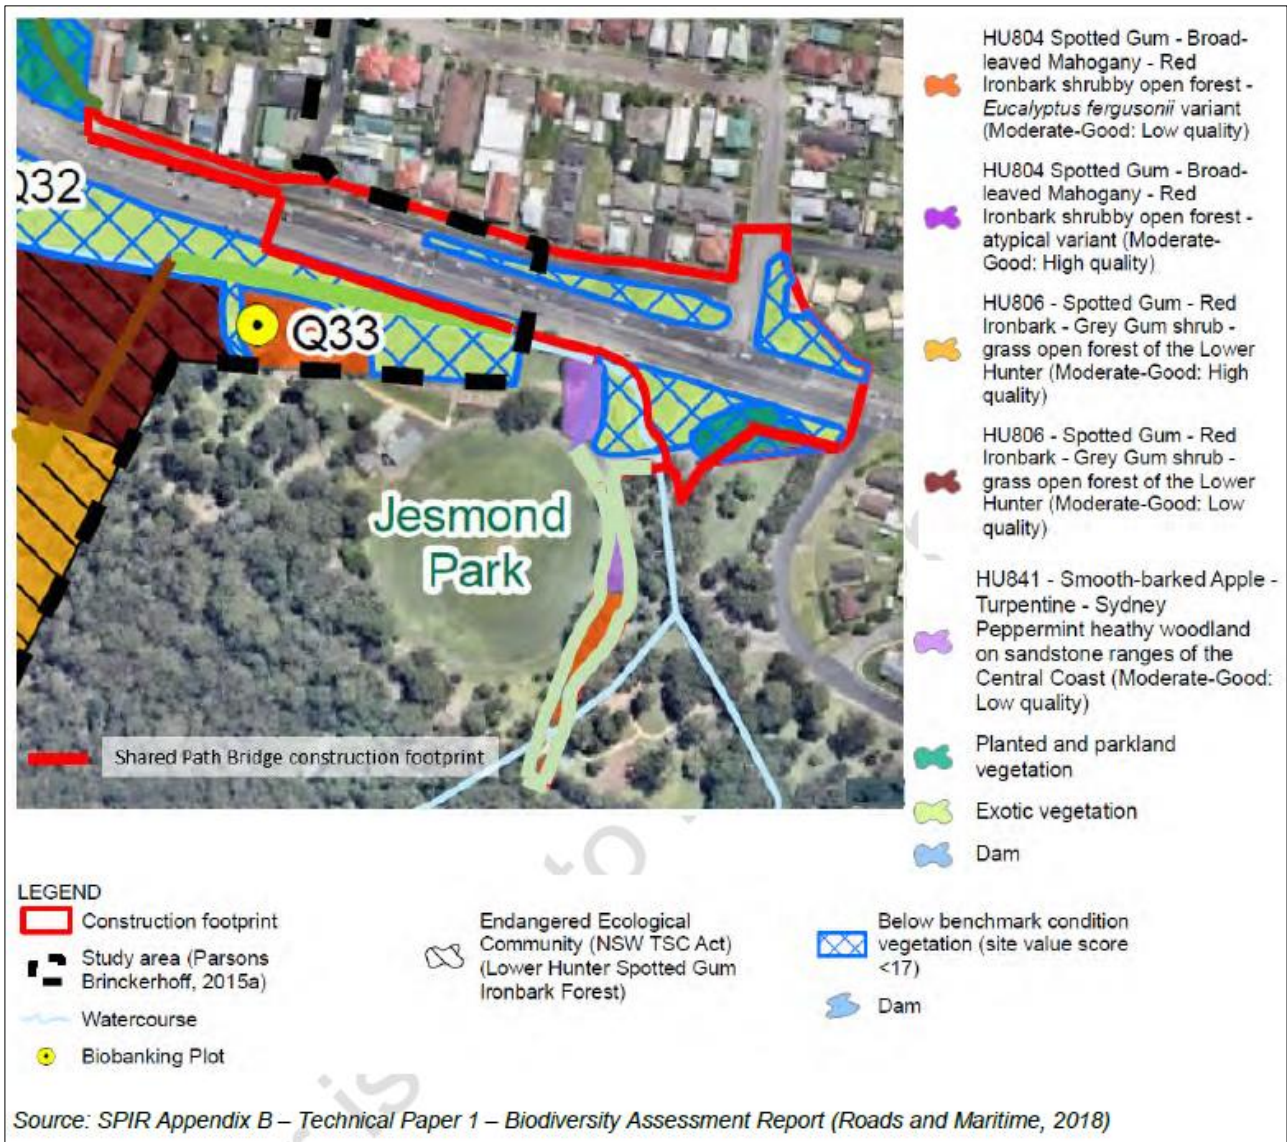 Q32
Q33
Jesmond
Park
Shared Path Bridge construction footprint
HU804 Spotted Gum - Broad-
leaved Mahogany - Red
Ironbark shrubby open forest -
Eucalyptus fergusonii variant
(Moderate-Good: Low quality)
HU804 Spotted Gum - Broad-
leaved Mahogany - Red
Ironbark shrubby open forest -
atypical variant (Moderate-
Good: High quality)
HU806 - Spotted Gum - Red
Ironbark - Grey Gum shrub -
grass open forest of the Lower
Hunter (Moderate-Good: High
quality)
HU806 - Spotted Gum - Red
Ironbark - Grey Gum shrub -
grass open forest of the Lower
Hunter (Moderate-Good: Low
quality)
HU841 - Smooth-barked Apple -
Turpentine - Sydney
Peppermint heathy woodland
on sandstone ranges of the
Central Coast (Moderate-Good:
Low quality)
Planted and parkland
vegetation
Exotic vegetation
Dam
LEGEND
Construction footprint
Study area (Parsons
Brinckerhoff, 2015a)
Watercourse
Biobanking Plot
Endangered Ecological
Community (NSW TSC Act)
(Lower Hunter Spotted Gum
Ironbark Forest)
Below benchmark condition
vegetation (site value score
<17)
Dam
Source: SPIR Appendix B – Technical Paper 1 – Biodiversity Assessment Report (Roads and Maritime, 2018)